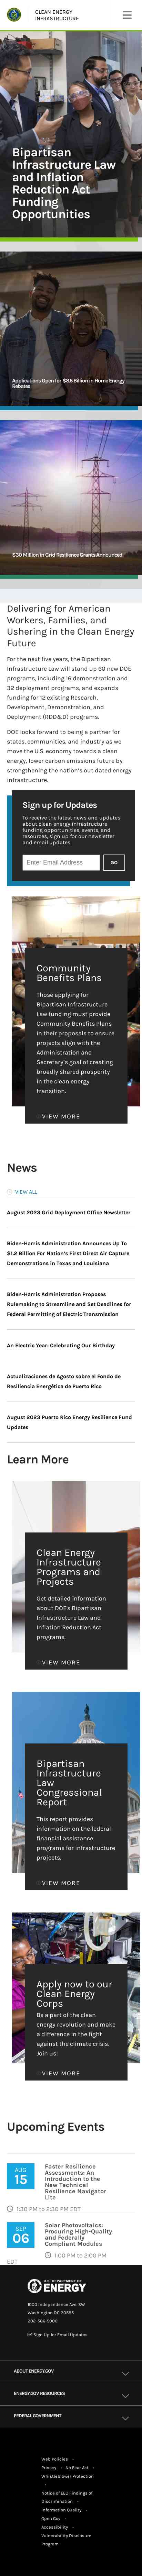 CLEAN ENERGY
INFRASTRUCTURE
Bipartisan
Infrastructure Law
and Inflation
Reduction Act
Funding
Opportunities
Applications Open for $8.5 Billion in Home Energy
Rebates
$30 Million in Grid Resilience Grants Announced
Delivering for American
Workers, Families, and
Ushering in the Clean Energy
Future
For the next five years, the Bipartisan
Infrastructure Law will stand up 60 new DOE
programs, including 16 demonstration and
32 deployment programs, and expands
funding for 12 existing Research,
Development, Demonstration, and
Deployment (RDD&D) programs.
DOE looks forward to being a partner for
states, communities, and industry as we
move the U.S. economy towards a clean
energy, lower carbon emissions future by
strengthening the nation's outdated energy
infrastructure.
Sign up for Updates
To receive the latest news and updates
about clean energy infrastructure
funding opportunities, events, and
resources, sign up for our newsletter
and email updates.
Enter Email Address
GO
Community
Benefits Plans
Those applying for
Bipartisan Infrastructure
Law funding must provide
Community Benefits Plans
in their proposals to ensure
projects align with the
Administration and
Secretary's goal of creating
broadly shared prosperity
in the clean energy
transition.
VIEW MORE
News
VIEW ALL
August 2023 Grid Deployment Office Newsletter
Biden-Harris Administration Announces Up To
$1.2 Billion For Nation's First Direct Air Capture
Demonstrations in Texas and Louisiana
Biden-Harris Administration Proposes
Rulemaking to Streamline and Set Deadlines for
Federal Permitting of Electric Transmission
An Electric Year: Celebrating Our Birthday
Actualizaciones de Agosto sobre el Fondo de
Resiliencia Energética de Puerto Rico
August 2023 Puerto Rico Energy Resilience Fund
Updates
Learn More
Clean Energy
Infrastructure
Programs and
Projects
Get detailed information
about DOE's Bipartisan
Infrastructure Law and
Inflation Reduction Act
programs.
VIEW MORE
Bipartisan
Infrastructure
Law
Congressional
Report
This report provides
information on the federal
financial assistance
programs for infrastructure
projects.
VIEW MORE
Apply now to our
Clean Energy
Corps
Be a part of the clean
energy revolution and make
a difference in the fight
against the climate crisis.
Join us!
VIEW MORE
Upcoming Events
AUG
15
Faster Resilience
Assessments: An
Introduction to the
New Technical
Resilience Navigator
Lite
1:30 PM to 2:30 PM EDT
SEP
06
Solar Photovoltaics:
Procuring High-Quality
and Federally
Compliant Modules
1:00 PM to 2:00 PM
EDT
U.S. DEPARTMENT OF
ENERGY
1000 Independence Ave. SW
Washington DC 20585
202-586-5000
Sign Up for Email Updates
ABOUT ENERGY.GOV
ENERGY.GOV RESOURCES
FEDERAL GOVERNMENT
Web Policies •
Privacy • No Fear Act •
Whistleblower Protection
•
Notice of EEO Findings of
Discrimination •
Information Quality •
Open Gov •
Accessibility •
Vulnerability Disclosure
Program